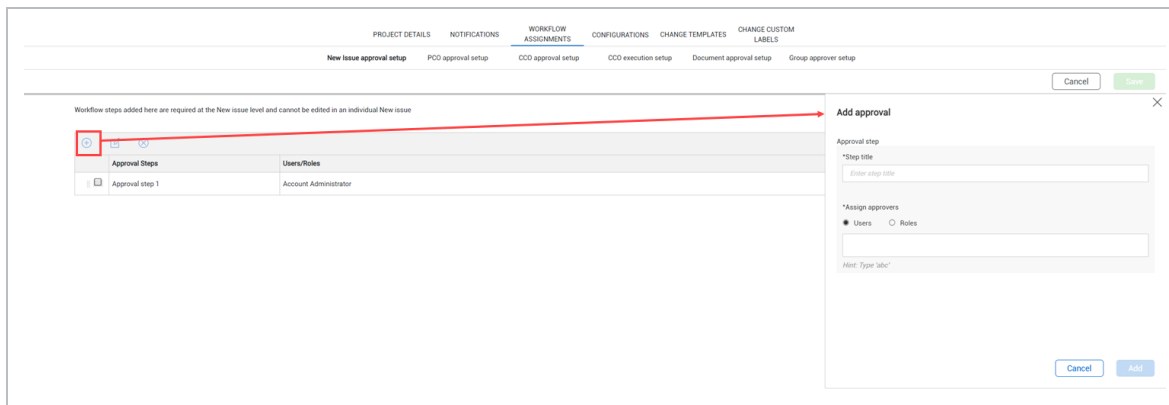 PROJECT DETAILS NOTIFICATIONS WORKFLOW ASSIGNMENTS CONFIGURATIONS CHANGE TEMPLATES CHANGE CUSTOM LABELS
New Issue approval setup PCO approval setup CCO approval setup CCO execution setup Document approval setup Group approver setup
Cancel Save
Workflow steps added here are required at the New issue level and cannot be edited in an individual New issue
Approval Steps Users/Roles
Approval step 1 Account Administrator
Add approval
Approval step
*Step title
Enter step title
*Assign approvers
Users Roles
Hint: Type 'abc'
Cancel Add